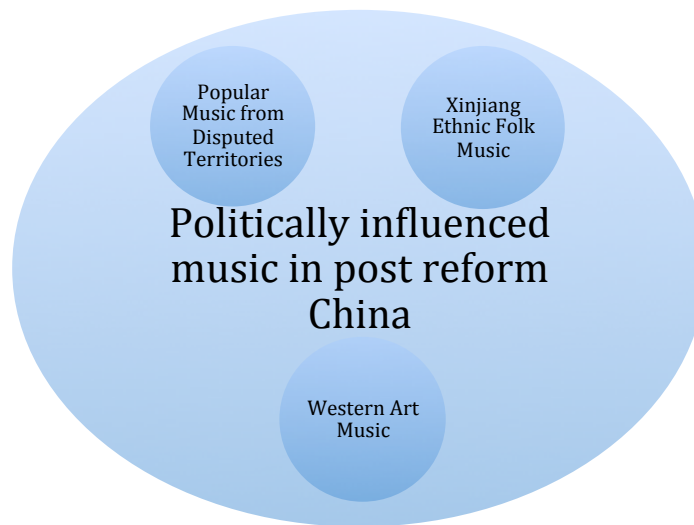 Popular
Music from
Disputed
Territories
Xinjiang
Ethnic Folk
Music
Politically influenced
music in post reform
China
Western Art
Music